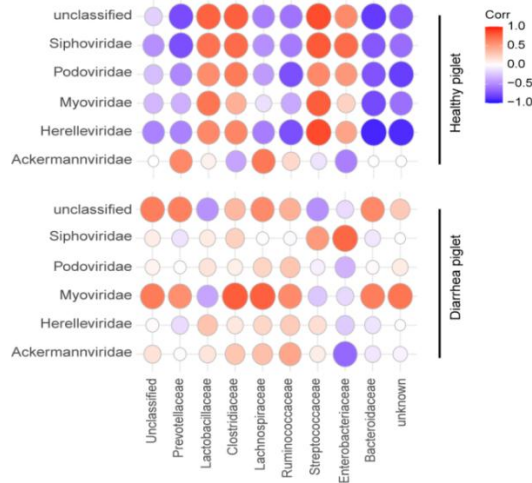 unclassified
Siphoviridae
Podoviridae
Myoviridae
Herelleviridae
Ackermannviridae
Corr
1.0
0.5
0.0
−0.5
−1.0
Healthy piglet
unclassified
Siphoviridae
Podoviridae
Myoviridae
Herelleviridae
Ackermannviridae
Diarrhea piglet
Unclassified
Prevotellaceae
Lactobacillaceae
Clostridiaceae
Lachnospiraceae
Ruminococcaceae
Streptococcaceae
Enterobacteriaceae
Bacteroidaceae
unknown